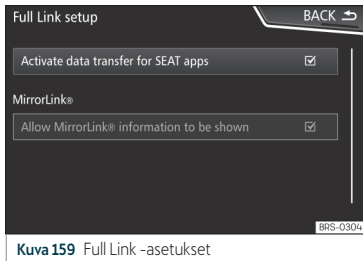 Full Link setup
BACK
Activate data transfer for SEAT apps
MirrorLink®
Allow MirrorLink® information to be shown
BRS-0304
Kuva 159 Full Link -asetukset